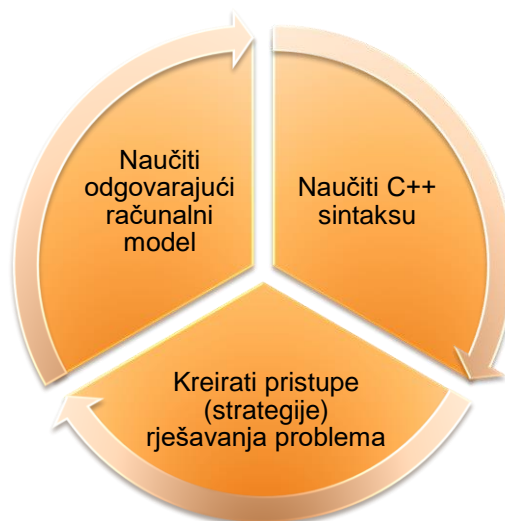 Naučiti
odgovarajući
računalni
model
Naučiti C++
sintaksu
Kreirati pristupe
(strategije)
rješavanja problema